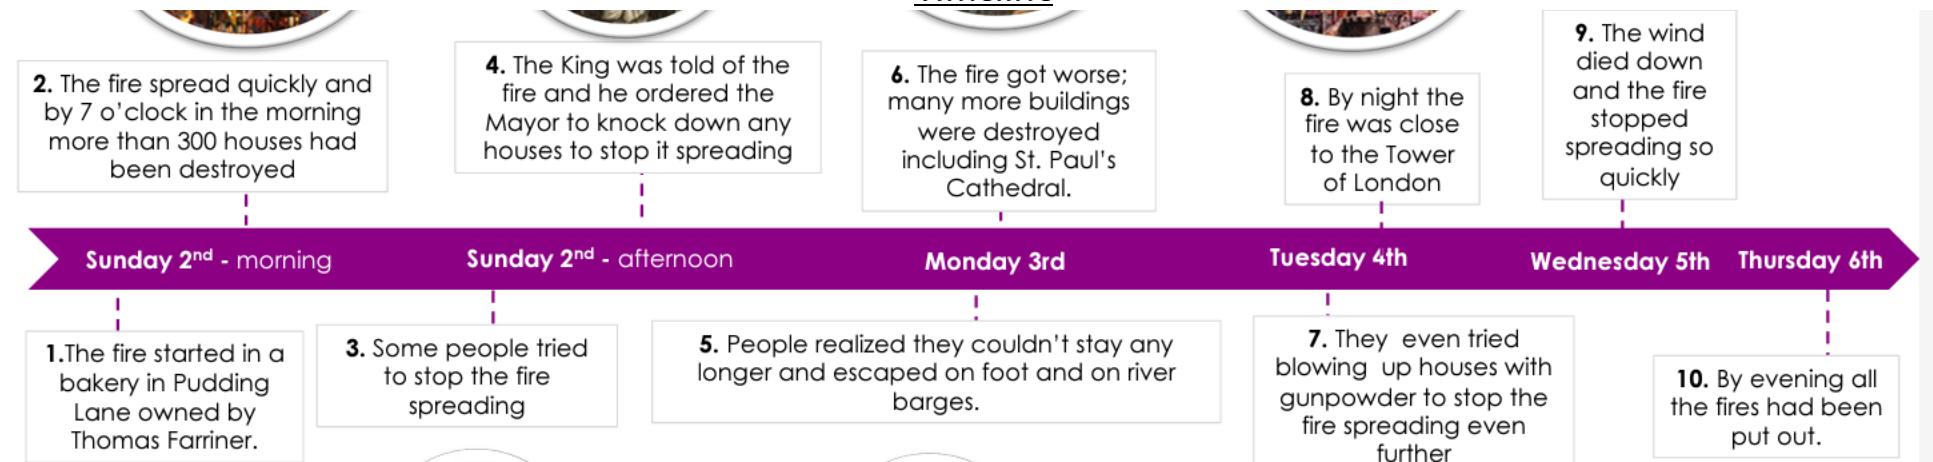 2. The fire spread quickly and
by 7 o'clock in the morning
more than 300 houses had
been destroyed
4. The King was told of the
fire and he ordered the
Mayor to knock down any
houses to stop it spreading
6. The fire got worse;
many more buildings
were destroyed
including St. Paul's
Cathedral.
8. By night the
fire was close
to the Tower
of London
9. The wind
died down
and the fire
stopped
spreading so
quickly
Sunday 2nd - morning
Sunday 2nd - afternoon
Monday 3rd
Tuesday 4th
Wednesday 5th
Thursday 6th
1.The fire started in a
bakery in Pudding
Lane owned by
Thomas Farriner.
3. Some people tried
to stop the fire
spreading
5. People realized they couldn't stay any
longer and escaped on foot and on river
barges.
7. They  even tried
blowing  up houses with
gunpowder to stop the
fire spreading even
further
10. By evening all
the fires had been
put out.